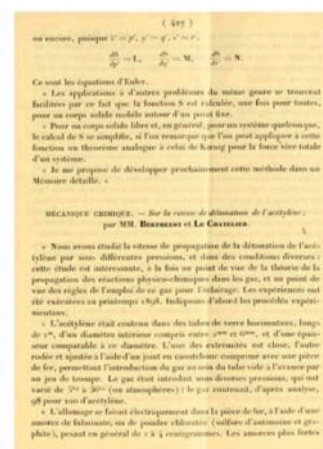 ( 427 )
ou encore, puisque r' = p', y' = q', r' = r',
dS/dp' = L, dS/dq' = M, dS/dr' = N.
Ce sont les équations d'Euler.
« Les applications à d'autres problèmes du même genre se trouvent
facilitées par ce fait que la fonction S est calculée, une fois pour toutes,
pour un corps solide mobile autour d'un point fixe.
» Pour un corps solide libre et, en général, pour un système quelconque,
le calcul de S se simplifie, si l'on remarque que l'on peut appliquer à cette
fonction un théorème analogue à celui de Kœnig pour la force vive totale
d'un système.
» Je me propose de développer prochainement cette méthode dans un
Mémoire détaillé. »
MÉCANIQUE CHIMIQUE. — Sur la vitesse de détonation de l'acétylène;
par MM. BERTHELOT et LE CHATELIER.
« Nous avons étudié la vitesse de propagation de la détonation de l'acé-
tylène pur sous différentes pressions, et dans des conditions diverses :
cette étude est intéressante, à la fois au point de vue de la théorie de la
propagation des réactions physico-chimiques dans les gaz, et au point de
vue des règles de l'emploi de ce gaz pour l'éclairage. Les expériences ont
été exécutées au printemps 1898. Indiquons d'abord les procédés expéri-
mentaux.
» L'acétylène était contenu dans des tubes de verre horizontaux, longs
de 1m, d'un diamètre intérieur compris entre 2mm et 6mm, et d'une épais-
seur comparable à ce diamètre. L'une des extrémités est close, l'autre
rodée et ajustée à l'aide d'un joint en caoutchouc comprimé avec une pièce
de fer, permettant l'introduction du gaz au sein du tube vide à l'avance par
un jeu de trompe. Le gaz était introduit sous diverses pressions, qui ont
varié de 5kg à 30kg (ou atmosphères) : le gaz contenait, d'après analyse,
98 pour 100 d'acétylène.
» L'allumage se faisait électriquement dans la pièce de fer, à l'aide d'une
amorce de fulminate, ou de poudre chloratée (sulfure d'antimoine et gra-
phite), pesant en général de 2 à 4 centigrammes. Les amorces plus fortes